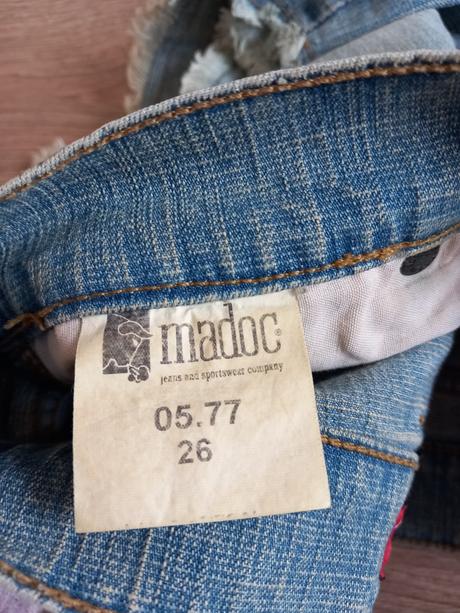 madoc®
jeans and sportswear company
05.77
26